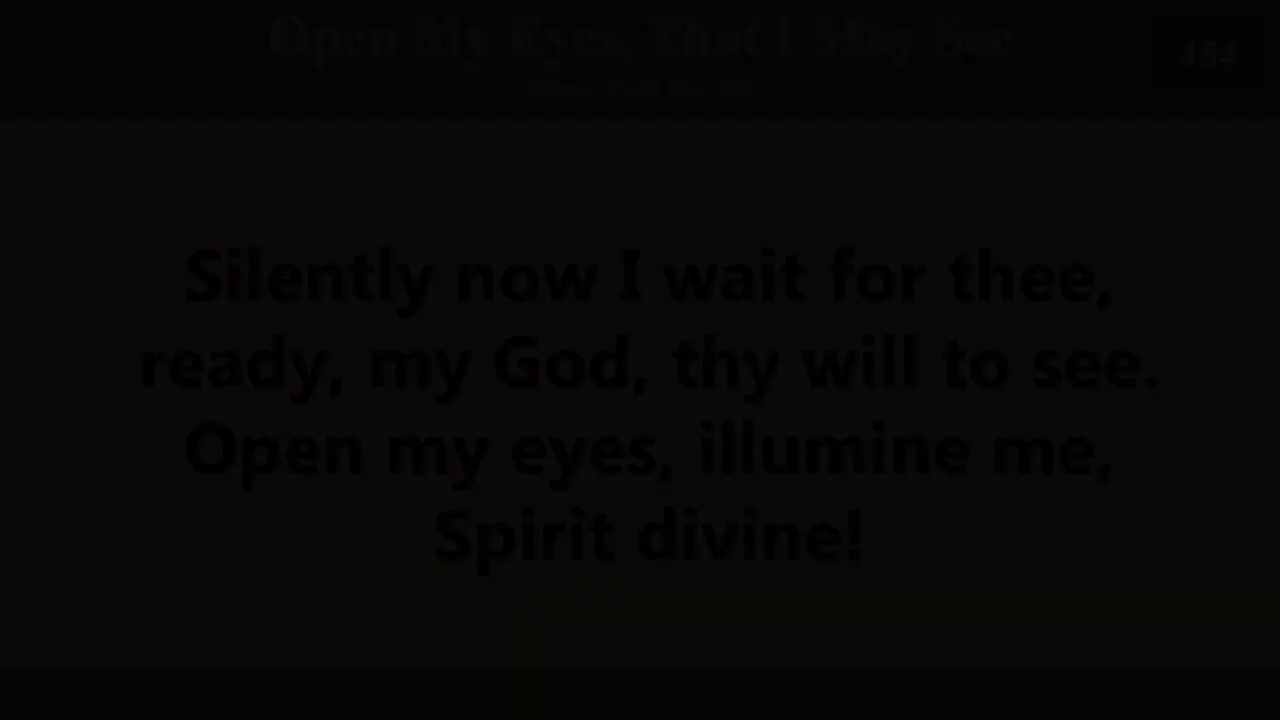 Open My Eyes, That I May See
454
Silently now I wait for thee,
ready, my God, thy will to see.
Open my eyes, illumine me,
Spirit divine!